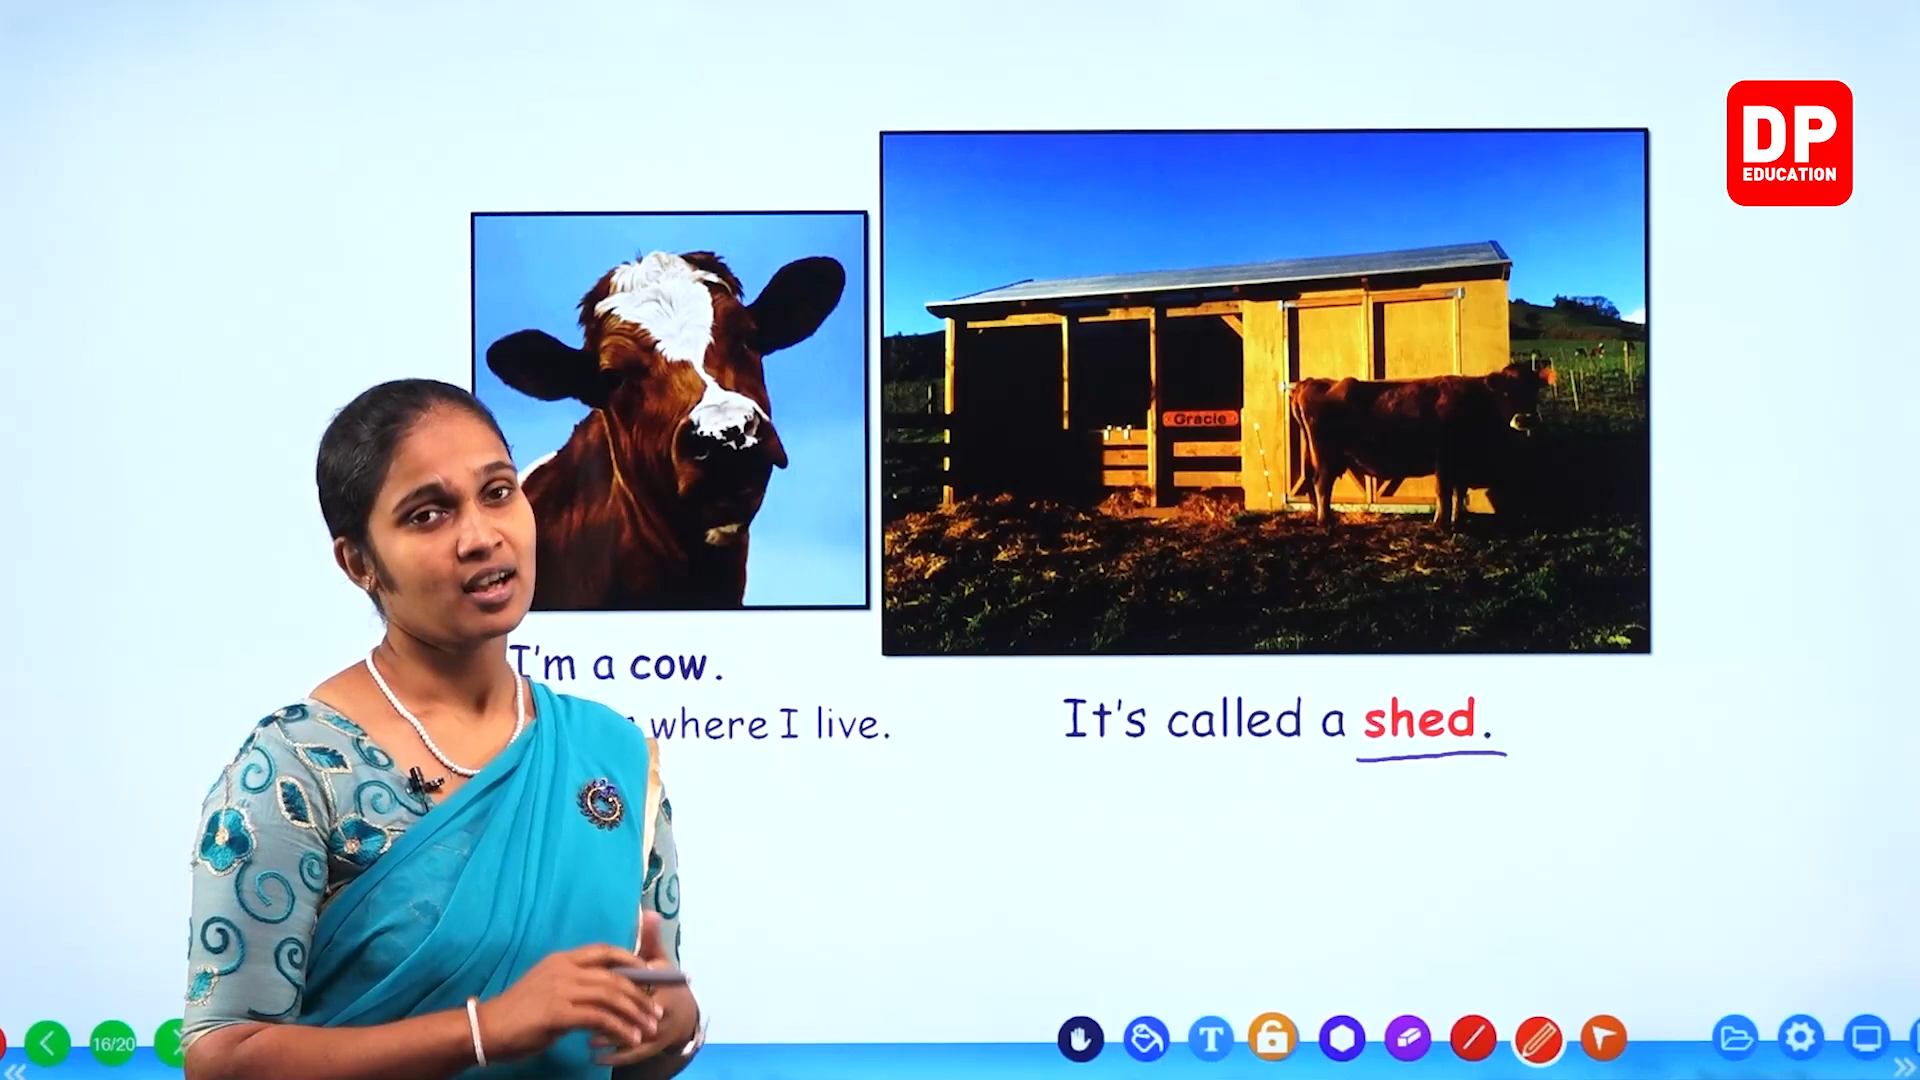 DP
EDUCATION
Gracie
I'm a cow.
where I live.
It's called a shed.
16/20
T